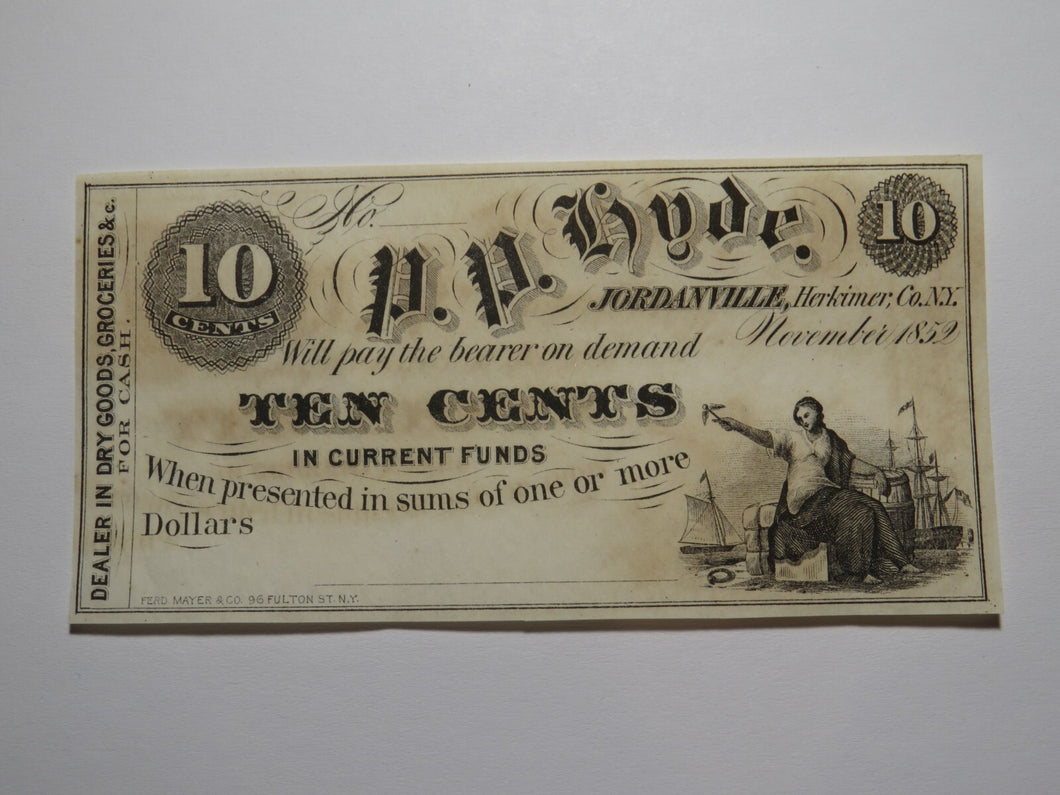 DEALER IN DRY GOODS, GROCERIES &c.
FOR CASH.
10
CENTS
No.
P. P. Hyde.
10
JORDANVILLE, Herkimer, Co. N.Y.
November 1852
Will pay the bearer on demand
TEN CENTS
IN CURRENT FUNDS
When presented in sums of one or more
Dollars
FERD MAYER & CO. 96 FULTON ST. N.Y.